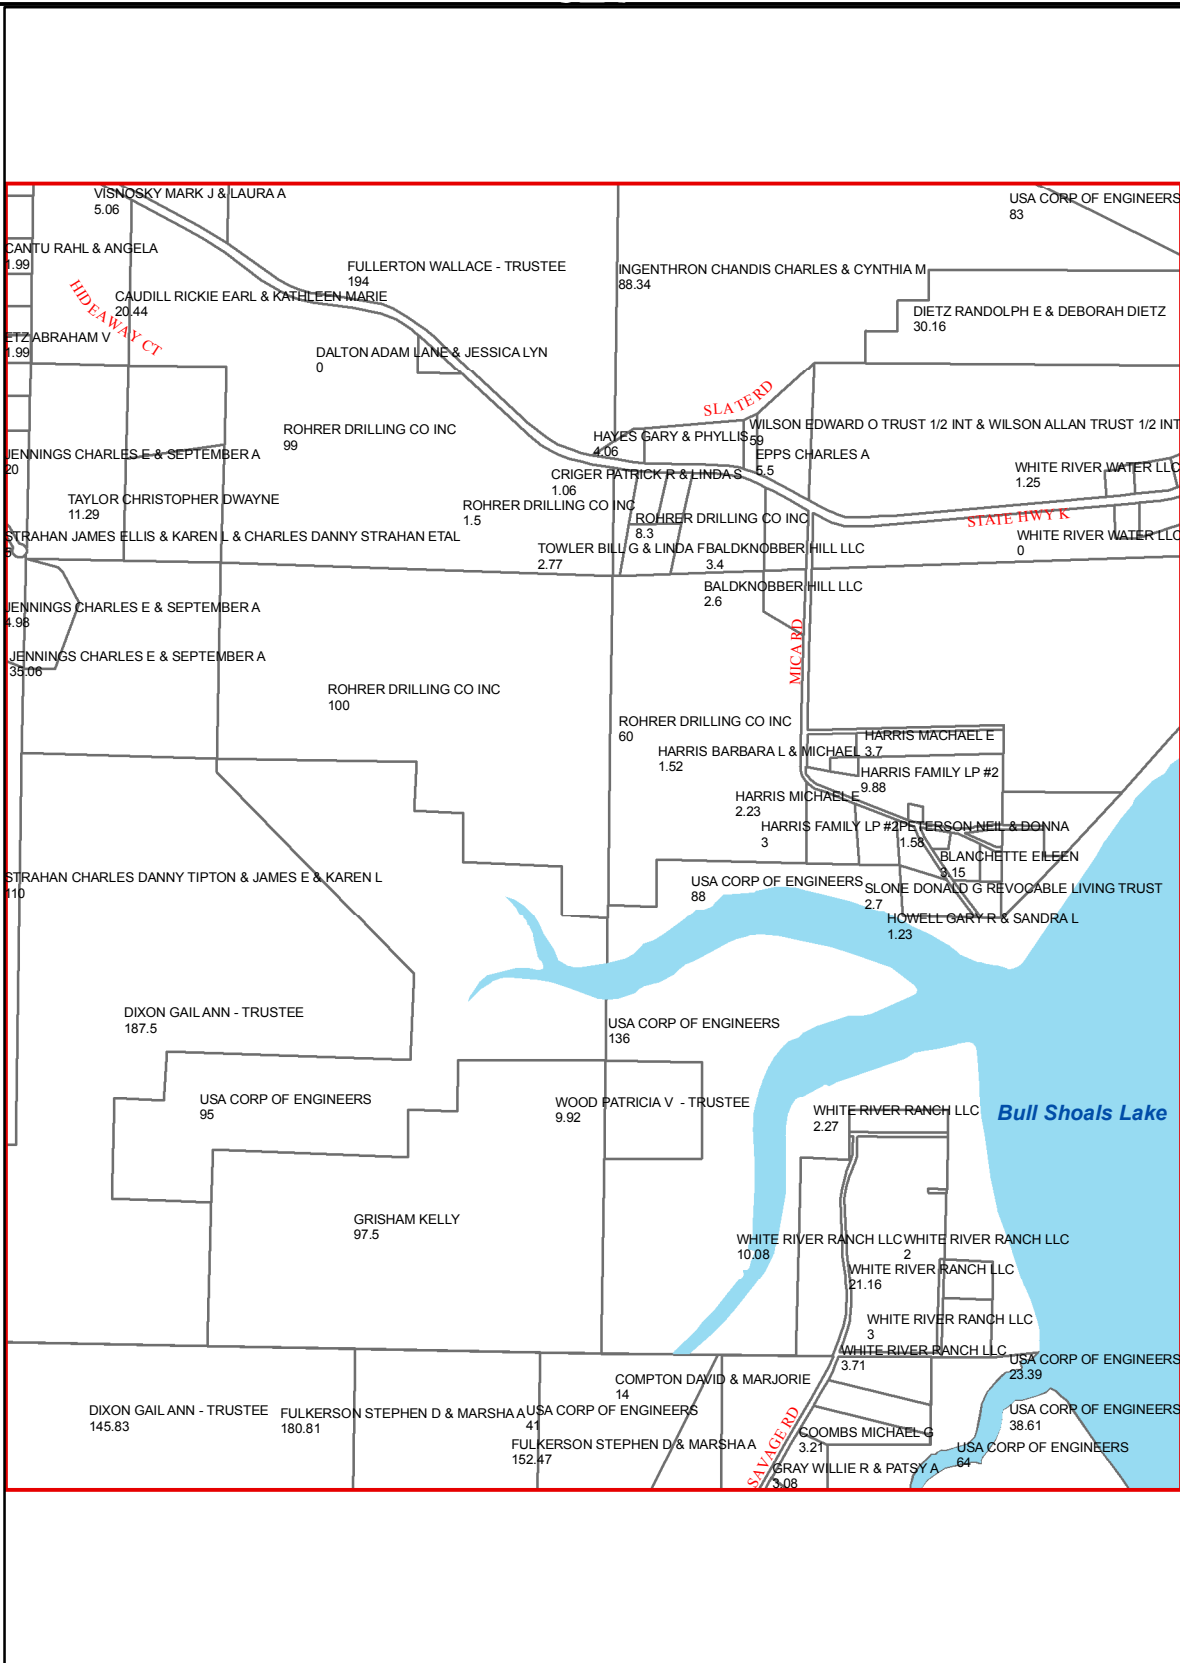 VISNOSKY MARK J & LAURA A
5.06
USA CORP OF ENGINEERS
83
CANTU RAHL & ANGELA
1.99
FULLERTON WALLACE - TRUSTEE
194
INGENTHRON CHANDIS CHARLES & CYNTHIA M
88.34
HIDEAWAY CT
CAUDILL RICKIE EARL & KATHLEEN MARIE
20.44
DIETZ RANDOLPH E & DEBORAH DIETZ
30.16
ETZ ABRAHAM V
1.99
DALTON ADAM LANE & JESSICA LYN
0
SLATE RD
ROHRER DRILLING CO INC
99
HAYES GARY & PHYLLIS
4.06
WILSON EDWARD O TRUST 1/2 INT & WILSON ALLAN TRUST 1/2 INT
59
JENNINGS CHARLES E & SEPTEMBER A
20
EPPS CHARLES A
5.5
WHITE RIVER WATER LLC
1.25
CRIGER PATRICK R & LINDA S
1.06
TAYLOR CHRISTOPHER DWAYNE
11.29
ROHRER DRILLING CO INC
1.5
ROHRER DRILLING CO INC
8.3
STATE HWY K
STRAHAN JAMES ELLIS & KAREN L & CHARLES DANNY STRAHAN ETAL
WHITE RIVER WATER LLC
0
TOWLER BILL G & LINDA F
2.77
BALDKNOBBER HILL LLC
3.4
BALDKNOBBER HILL LLC
2.6
JENNINGS CHARLES E & SEPTEMBER A
4.98
MICA RD
JENNINGS CHARLES E & SEPTEMBER A
35.06
ROHRER DRILLING CO INC
100
ROHRER DRILLING CO INC
60
HARRIS MACHAEL E
3.7
HARRIS BARBARA L & MICHAEL
1.52
HARRIS FAMILY LP #2
9.88
HARRIS MICHAEL E
2.23
HARRIS FAMILY LP #2
3
PETERSON NEIL & DONNA
1.58
BLANCHETTE EILEEN
3.15
STRAHAN CHARLES DANNY TIPTON & JAMES E & KAREN L
110
USA CORP OF ENGINEERS
88
SLONE DONALD G REVOCABLE LIVING TRUST
2.7
HOWELL GARY R & SANDRA L
1.23
DIXON GAIL ANN - TRUSTEE
187.5
USA CORP OF ENGINEERS
136
USA CORP OF ENGINEERS
95
WOOD PATRICIA V - TRUSTEE
9.92
WHITE RIVER RANCH LLC
2.27
Bull Shoals Lake
GRISHAM KELLY
97.5
WHITE RIVER RANCH LLC
10.08
WHITE RIVER RANCH LLC
2
WHITE RIVER RANCH LLC
21.16
WHITE RIVER RANCH LLC
3
WHITE RIVER RANCH LLC
3.71
USA CORP OF ENGINEERS
23.39
COMPTON DAVID & MARJORIE
14
DIXON GAIL ANN - TRUSTEE
145.83
FULKERSON STEPHEN D & MARSHA A
180.81
USA CORP OF ENGINEERS
41
USA CORP OF ENGINEERS
38.61
SAVAGE RD
COOMBS MICHAEL G
3.21
FULKERSON STEPHEN D & MARSHA A
152.47
USA CORP OF ENGINEERS
64
GRAY WILLIE R & PATSY A
3.08